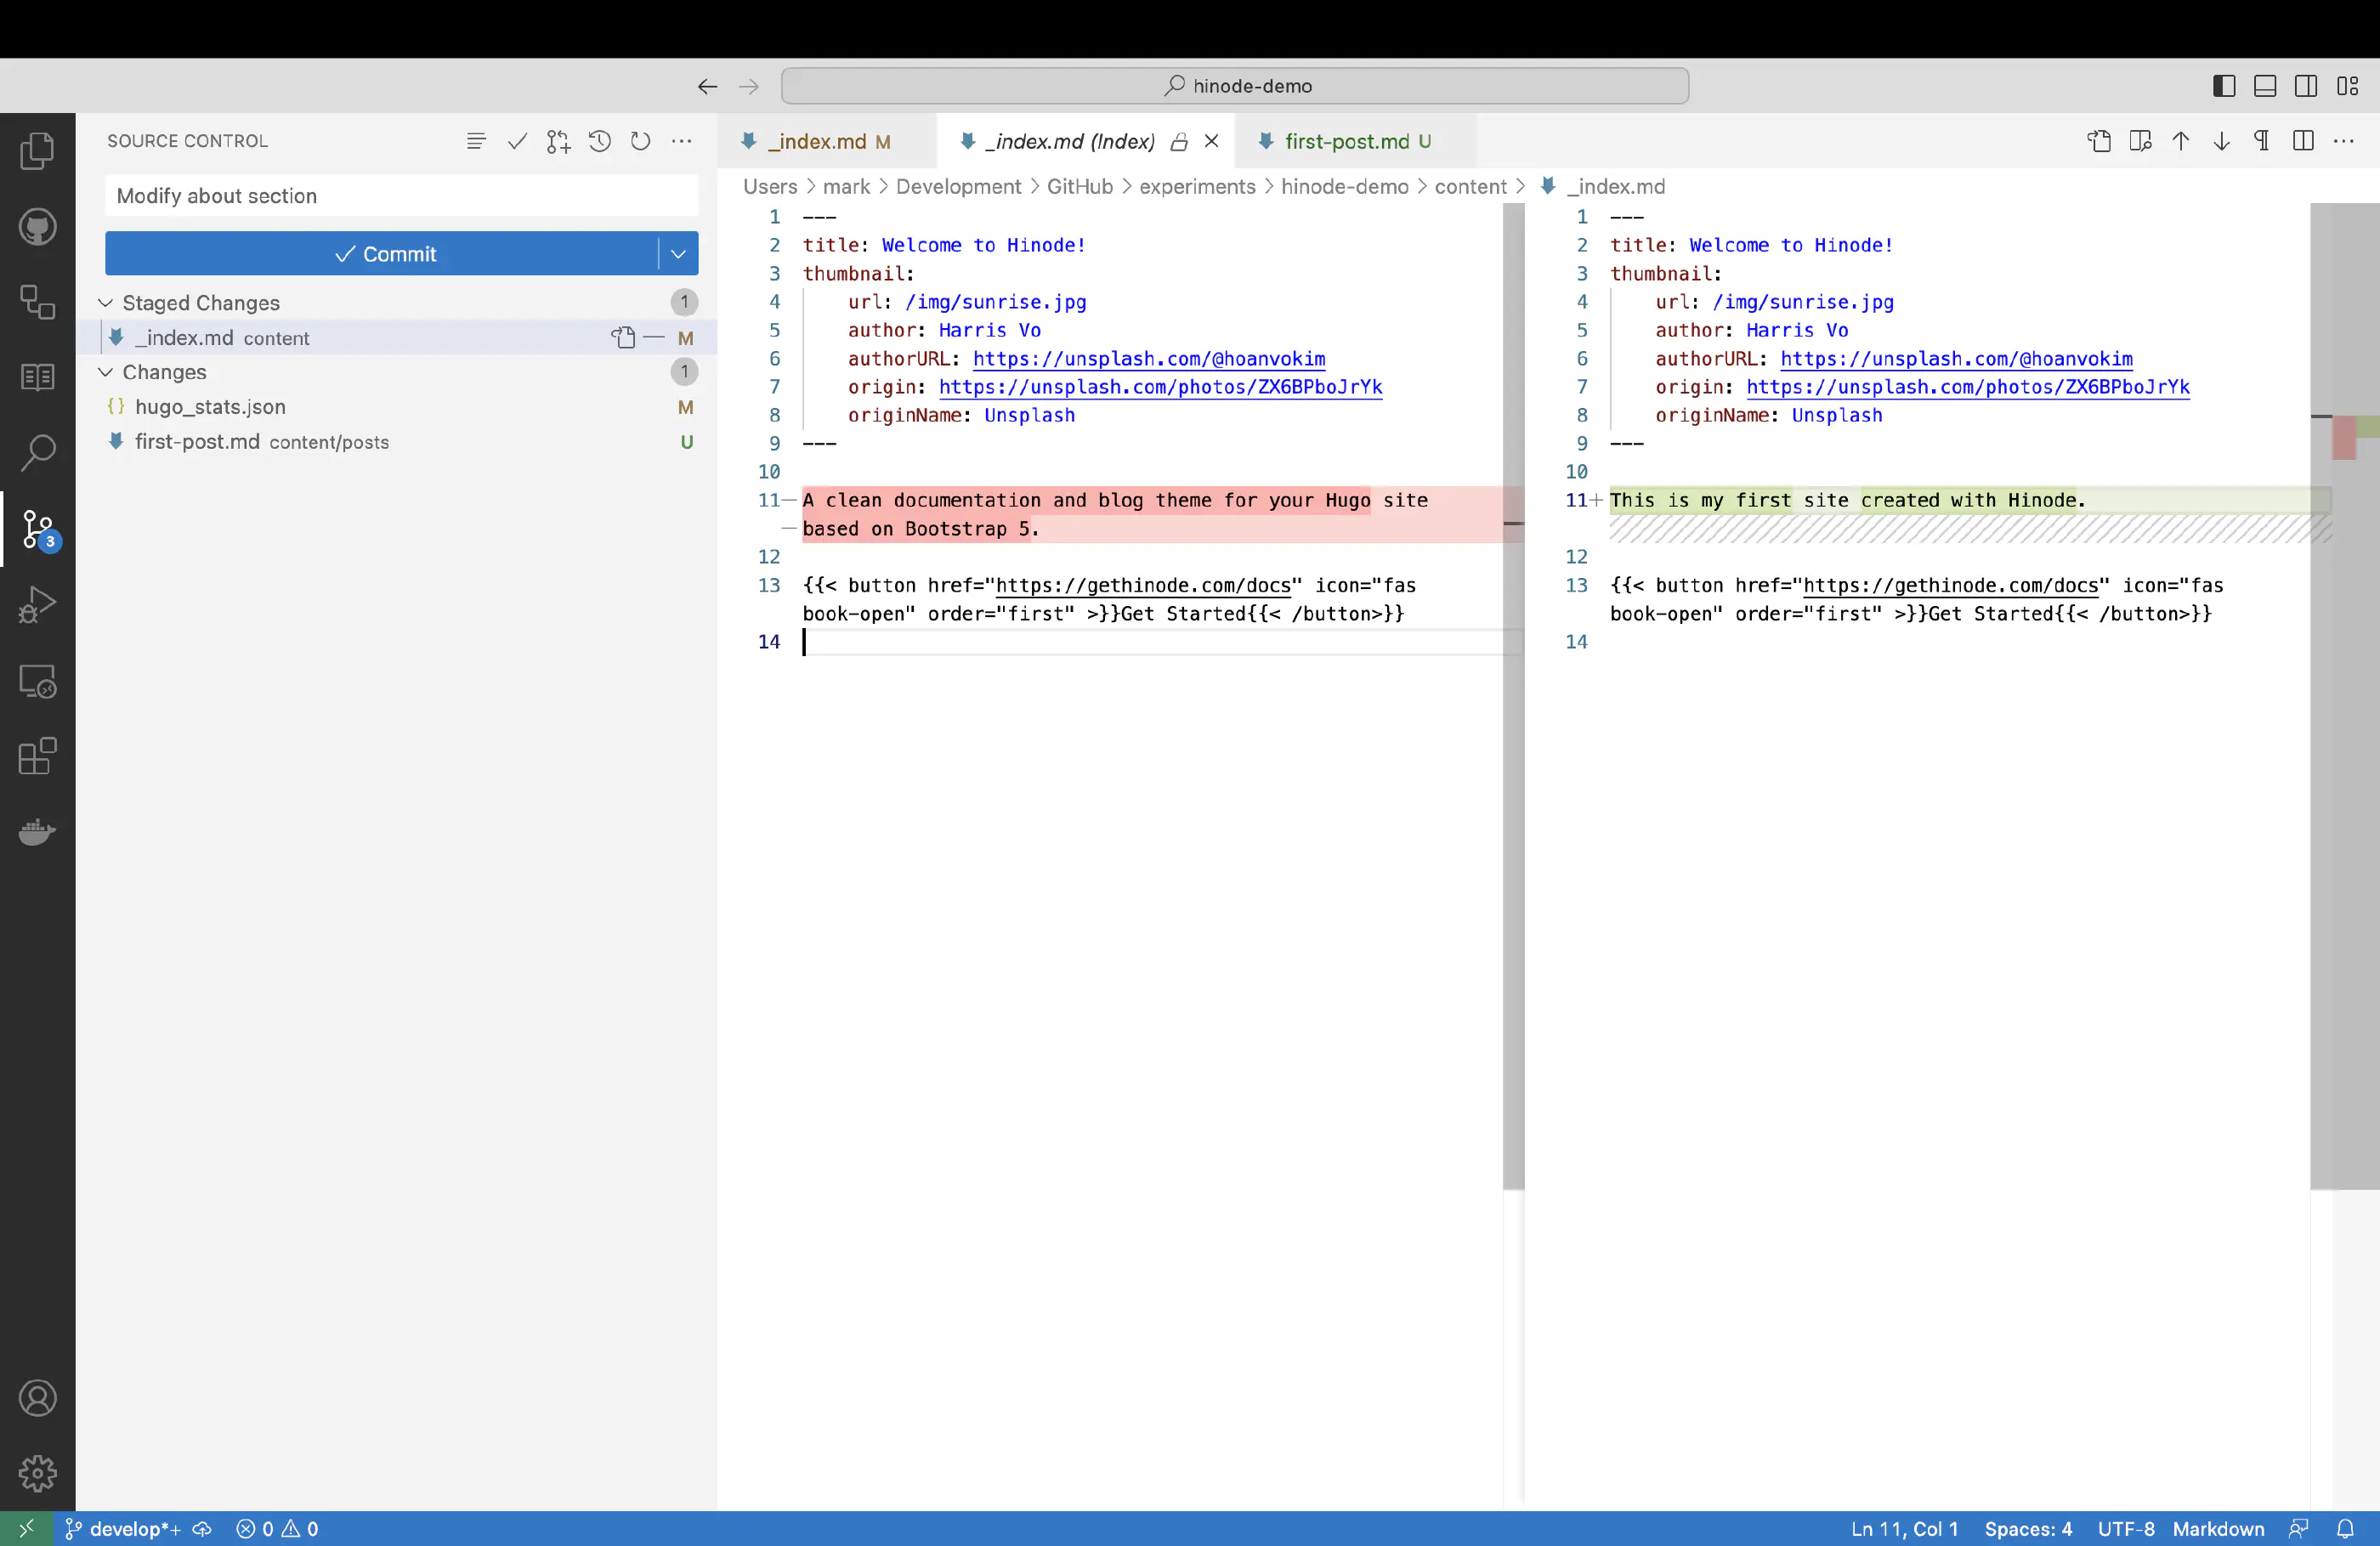 hinode-demo
SOURCE CONTROL
Modify about section
Commit
Staged Changes 1
_index.md content M
Changes 1
hugo_stats.json M
first-post.md content/posts U
3
_index.md M
_index.md (Index)
first-post.md U
Users > mark > Development > GitHub > experiments > hinode-demo > content > _index.md
1 ---
2 title: Welcome to Hinode!
3 thumbnail:
4 url: /img/sunrise.jpg
5 author: Harris Vo
6 authorURL: https://unsplash.com/@hoanvokim
7 origin: https://unsplash.com/photos/ZX6BPboJrYk
8 originName: Unsplash
9 ---
10
11— A clean documentation and blog theme for your Hugo site
— based on Bootstrap 5.
12
13 {{< button href="https://gethinode.com/docs" icon="fas
book-open" order="first" >}}Get Started{{< /button>}}
14
1 ---
2 title: Welcome to Hinode!
3 thumbnail:
4 url: /img/sunrise.jpg
5 author: Harris Vo
6 authorURL: https://unsplash.com/@hoanvokim
7 origin: https://unsplash.com/photos/ZX6BPboJrYk
8 originName: Unsplash
9 ---
10
11+ This is my first site created with Hinode.
12
13 {{< button href="https://gethinode.com/docs" icon="fas
book-open" order="first" >}}Get Started{{< /button>}}
14
develop*+ 0 0 Ln 11, Col 1 Spaces: 4 UTF-8 Markdown